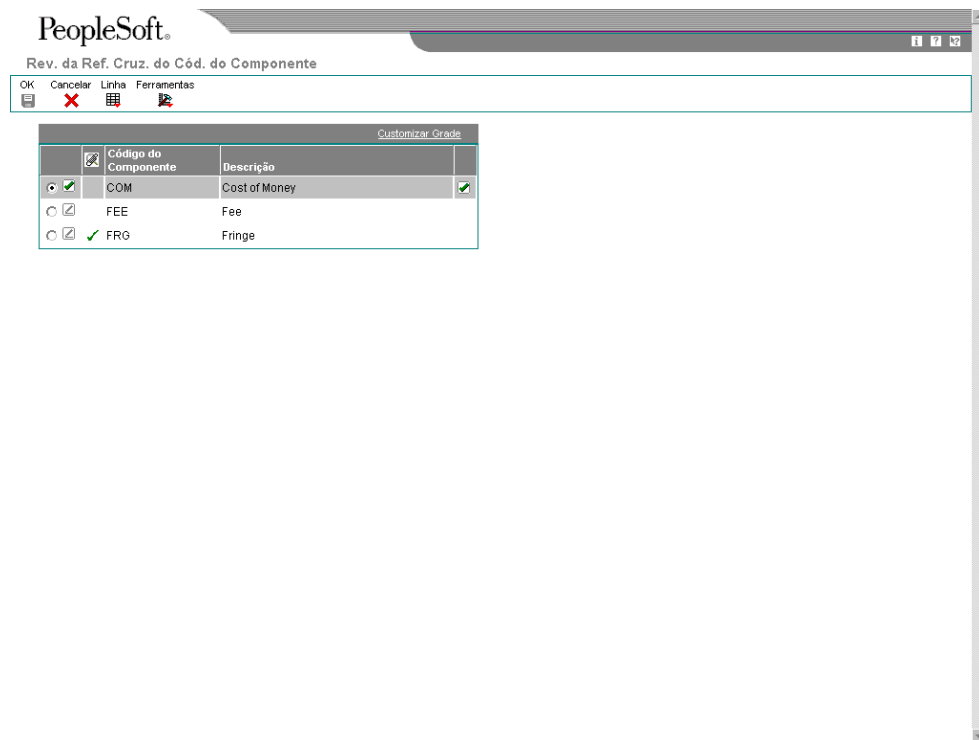 PeopleSoft®
Rev. da Ref. Cruz. do Cód. do Componente
OK Cancelar Linha Ferramentas
Customizar Grade
Código do Componente Descrição
COM Cost of Money
FEE Fee
FRG Fringe